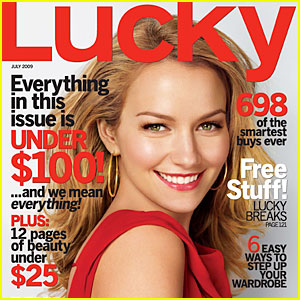 Lucky
JULY 2009
Everything
in this
issue is
UNDER
$100!
...and we mean
everything!
PLUS:
12 pages
of beauty
under
$25
698
of the
smartest
buys ever
Free
Stuff!
LUCKY
BREAKS
PAGE 121
6 EASY
WAYS TO
STEP UP
YOUR
WARDROBE